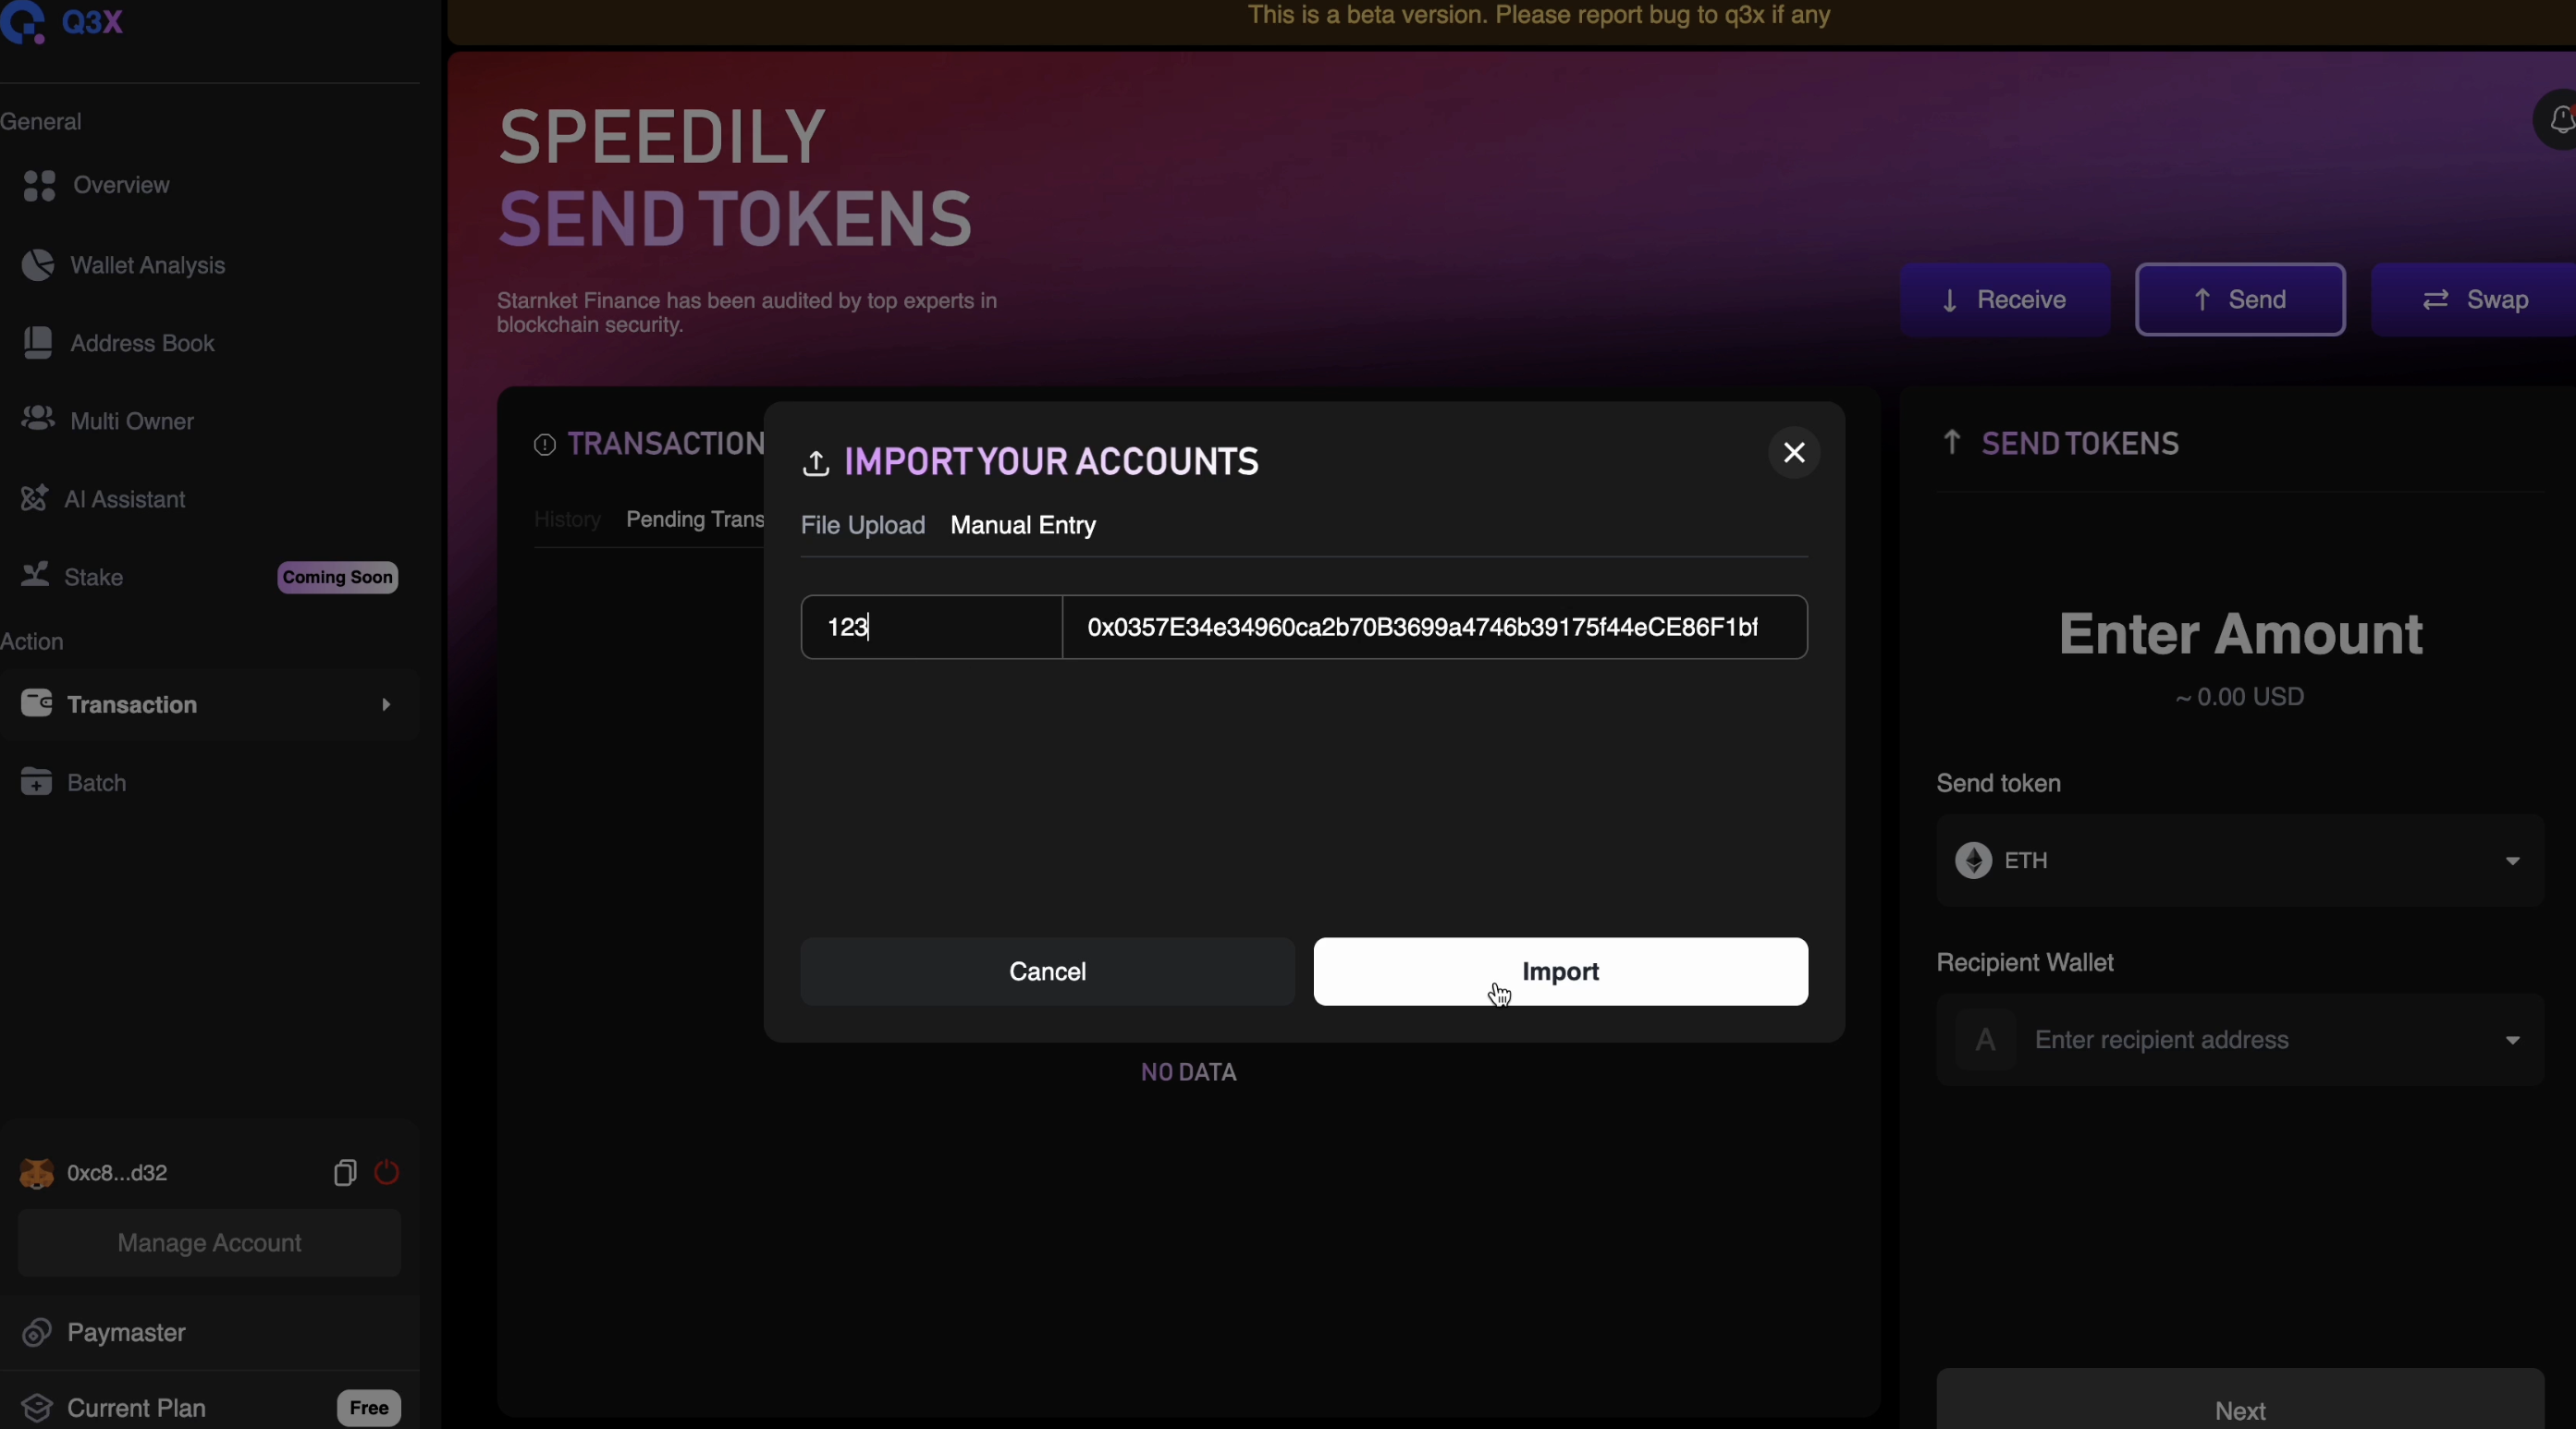 Q3X
This is a beta version. Please report bug to q3x if any
General
Overview
Wallet Analysis
Address Book
Multi Owner
AI Assistant
Stake
Coming Soon
Action
Transaction
Batch
0xc8...d32
Manage Account
Paymaster
Current Plan
Free
SPEEDILY
SEND TOKENS
Starnket Finance has been audited by top experts in
blockchain security.
Receive
Send
Swap
TRANSACTION
History
Pending Trans
IMPORT YOUR ACCOUNTS
File Upload
Manual Entry
123
0x0357E34e34960ca2b70B3699a4746b39175f44eCE86F1bf
Cancel
Import
NO DATA
SEND TOKENS
Enter Amount
~ 0.00 USD
Send token
ETH
Recipient Wallet
A
Enter recipient address
Next